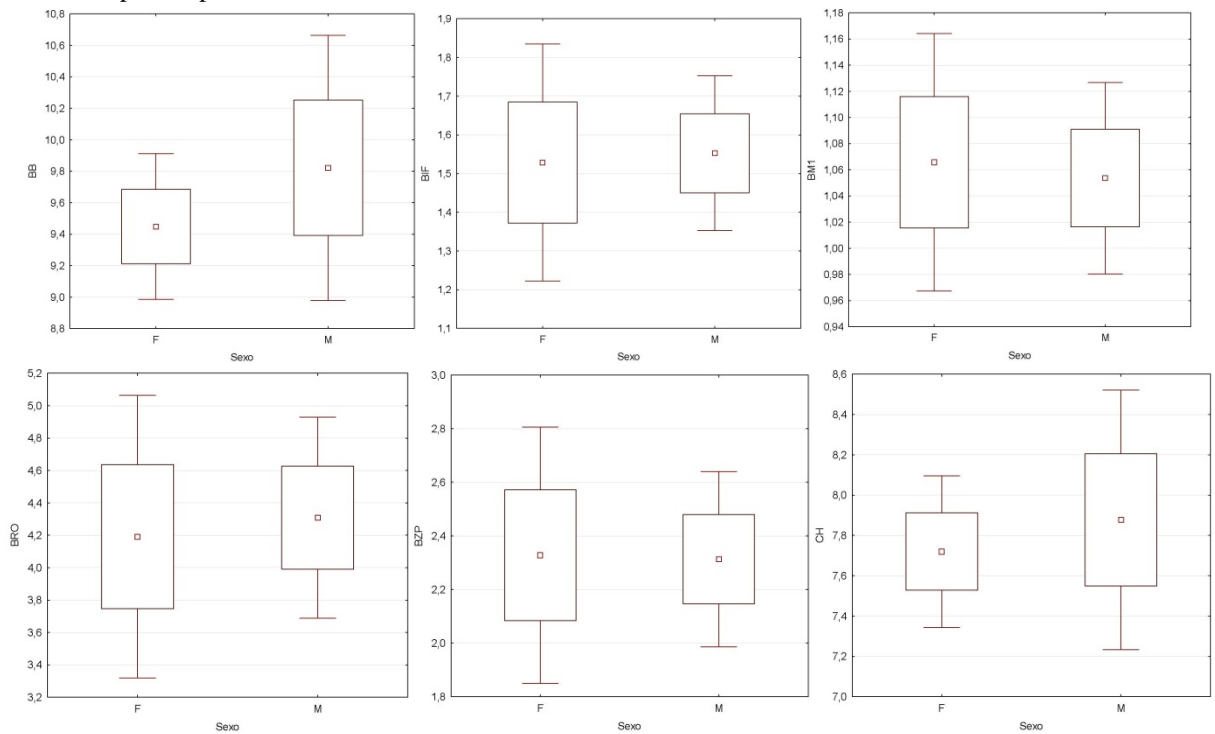 10,8
10,6
10,4
10,2
10,0
9,8
9,6
9,4
9,2
9,0
8,8
BB
F
M
Sexo
1,9
1,8
1,7
1,6
1,5
1,4
1,3
1,2
1,1
BIF
F
M
Sexo
1,18
1,16
1,14
1,12
1,10
1,08
1,06
1,04
1,02
1,00
0,98
0,96
0,94
BM1
F
M
Sexo
5,2
5,0
4,8
4,6
4,4
4,2
4,0
3,8
3,6
3,4
3,2
BRO
F
M
Sexo
3,0
2,8
2,6
2,4
2,2
2,0
1,8
BZP
F
M
Sexo
8,6
8,4
8,2
8,0
7,8
7,6
7,4
7,2
7,0
CH
F
M
Sexo